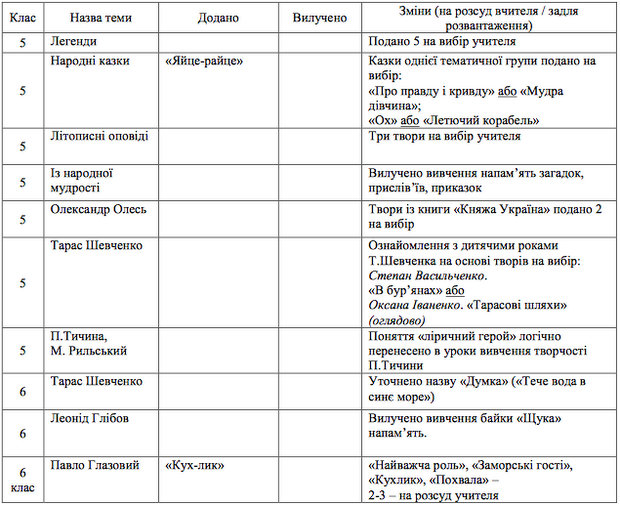 Клас Назва теми Додано Вилучено Зміни (на розсуд вчителя / задля
розвантаження)
5 Легенди Подано 5 на вибір учителя
5 Народні казки «Яйце-райце» Казки однієї тематичної групи подано на
вибір:
«Про правду і кривду» або «Мудра
дівчина»;
«Ох» або «Летючий корабель»
5 Літописні оповіді Три твори на вибір учителя
5 Із народної Вилучено вивчення напам’ять загадок,
мудрості прислів’їв, приказок
5 Олександр Олесь Твори із книги «Княжа Україна» подано 2
на вибір
5 Тарас Шевченко Ознайомлення з дитячими роками
Т.Шевченка на основі творів на вибір:
Степан Васильченко.
«В бур’янах» або
Оксана Іваненко. «Тарасові шляхи»
(оглядово)
5 П.Тичина, Поняття «ліричний герой» логічно
М. Рильський перенесено в уроки вивчення творчості
П.Тичини
6 Тарас Шевченко Уточнено назву «Думка» («Тече вода в
синє море»)
6 Леонід Глібов Вилучено вивчення байки «Щука»
напам’ять.
6 Павло Глазовий «Кух-лик» «Найважча роль», «Заморські гості»,
клас «Кухлик», «Похвала» –
2-3 – на розсуд учителя